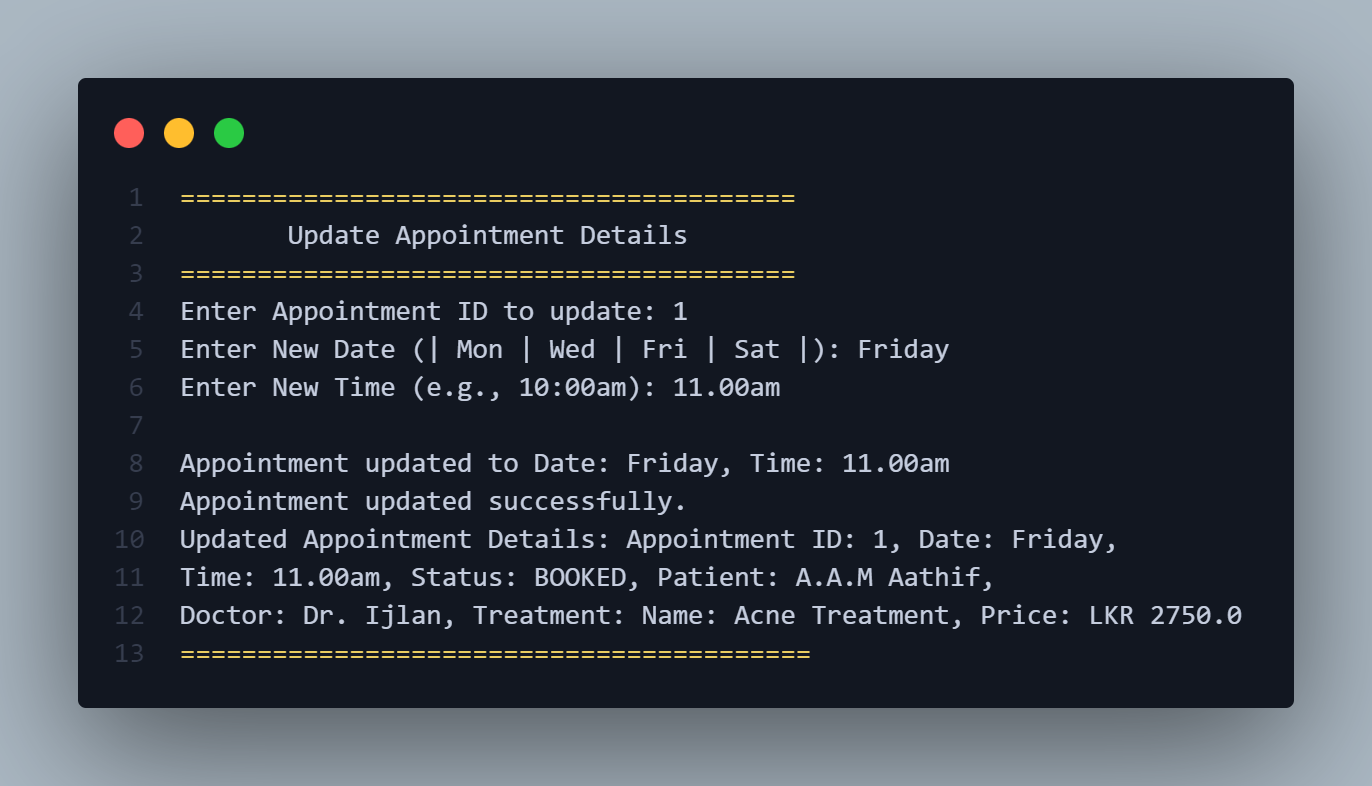 1 ========================================
2 Update Appointment Details
3 ========================================
4 Enter Appointment ID to update: 1
5 Enter New Date (| Mon | Wed | Fri | Sat |): Friday
6 Enter New Time (e.g., 10:00am): 11.00am
7
8 Appointment updated to Date: Friday, Time: 11.00am
9 Appointment updated successfully.
10 Updated Appointment Details: Appointment ID: 1, Date: Friday,
11 Time: 11.00am, Status: BOOKED, Patient: A.A.M Aathif,
12 Doctor: Dr. Ijlan, Treatment: Name: Acne Treatment, Price: LKR 2750.0
13 =========================================